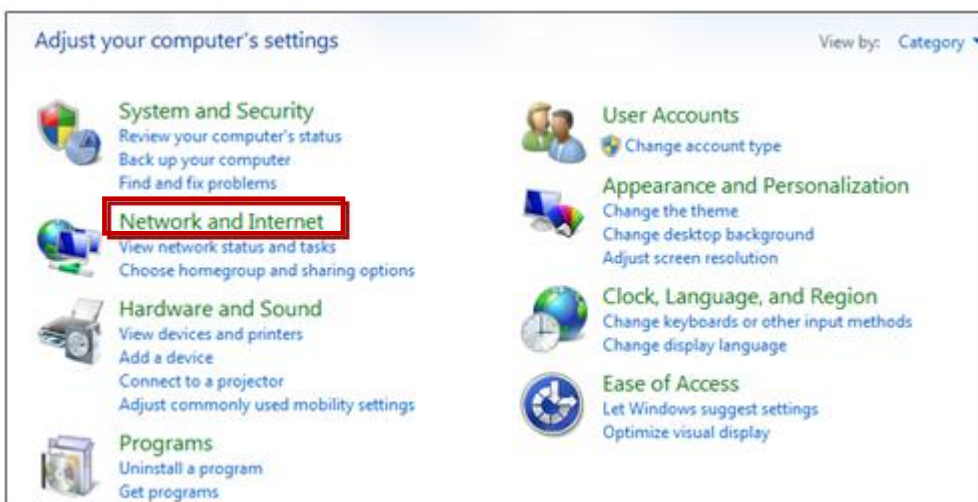 Adjust your computer's settings
View by: Category
System and Security
Review your computer's status
Back up your computer
Find and fix problems
Network and Internet
View network status and tasks
Choose homegroup and sharing options
Hardware and Sound
View devices and printers
Add a device
Connect to a projector
Adjust commonly used mobility settings
Programs
Uninstall a program
Get programs
User Accounts
Change account type
Appearance and Personalization
Change the theme
Change desktop background
Adjust screen resolution
Clock, Language, and Region
Change keyboards or other input methods
Change display language
Ease of Access
Let Windows suggest settings
Optimize visual display